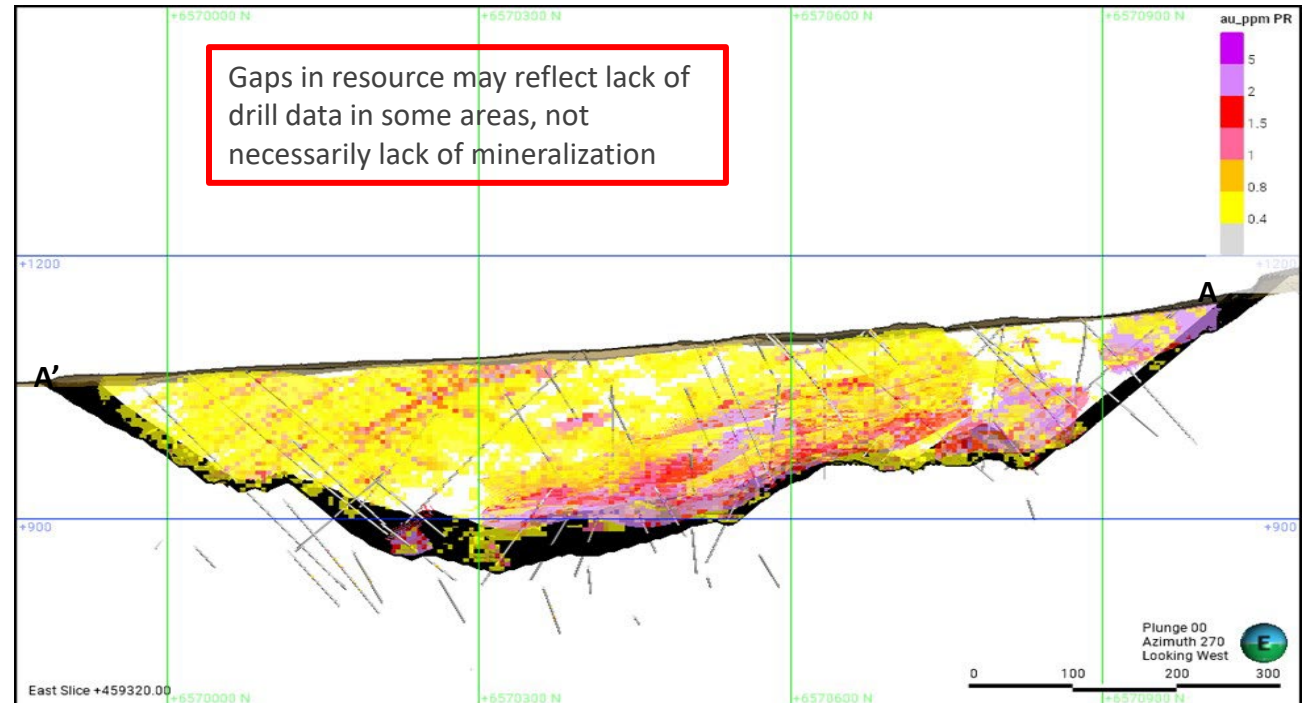 +6570000 N
+6570300 N
+6570600 N
+6570900 N
au_ppm PR
Gaps in resource may reflect lack of
drill data in some areas, not
necessarily lack of mineralization
5
2
1.5
1
0.8
0.4
+1200
+1200
A
A'
+900
+900
Plunge 00
Azimuth 270
Looking West
E
0
100
200
300
East Slice +459320.00
+6570000 N
+6570300 N
+6570600 N
+6570900 N